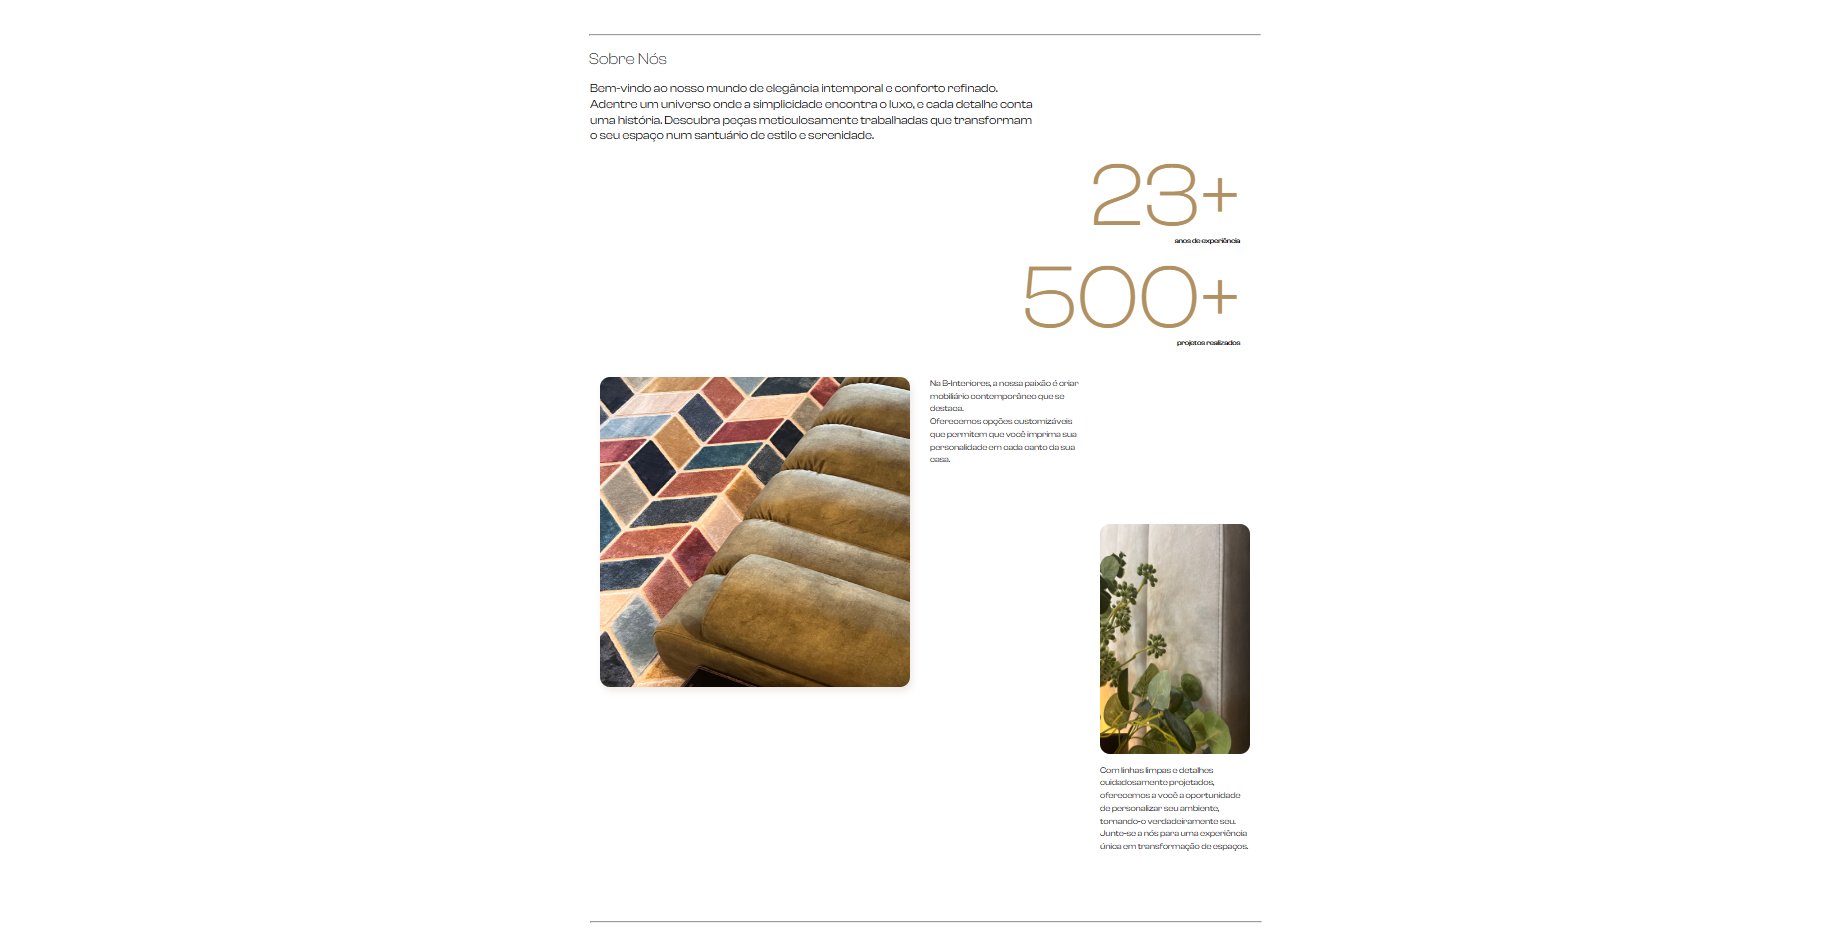 Sobre Nós
Bem-vindo ao nosso mundo de elegância intemporal e conforto refinado.
Adentre um universo onde a simplicidade encontra o luxo, e cada detalhe conta
uma história. Descubra peças meticulosamente trabalhadas que transformam
o seu espaço num santuário de estilo e serenidade.
23+
anos de experiência
500+
projetos realizados
Na B-Interiores, a nossa paixão é criar
mobiliário contemporâneo que se
destaca.
Oferecemos opções customizáveis
que permitem que você imprima sua
personalidade em cada canto da sua
casa.
Com linhas limpas e detalhes
cuidadosamente projetados,
oferecemos a você a oportunidade
de personalizar seu ambiente,
tornando-o verdadeiramente seu.
Junte-se a nós para uma experiência
única em transformação de espaços.